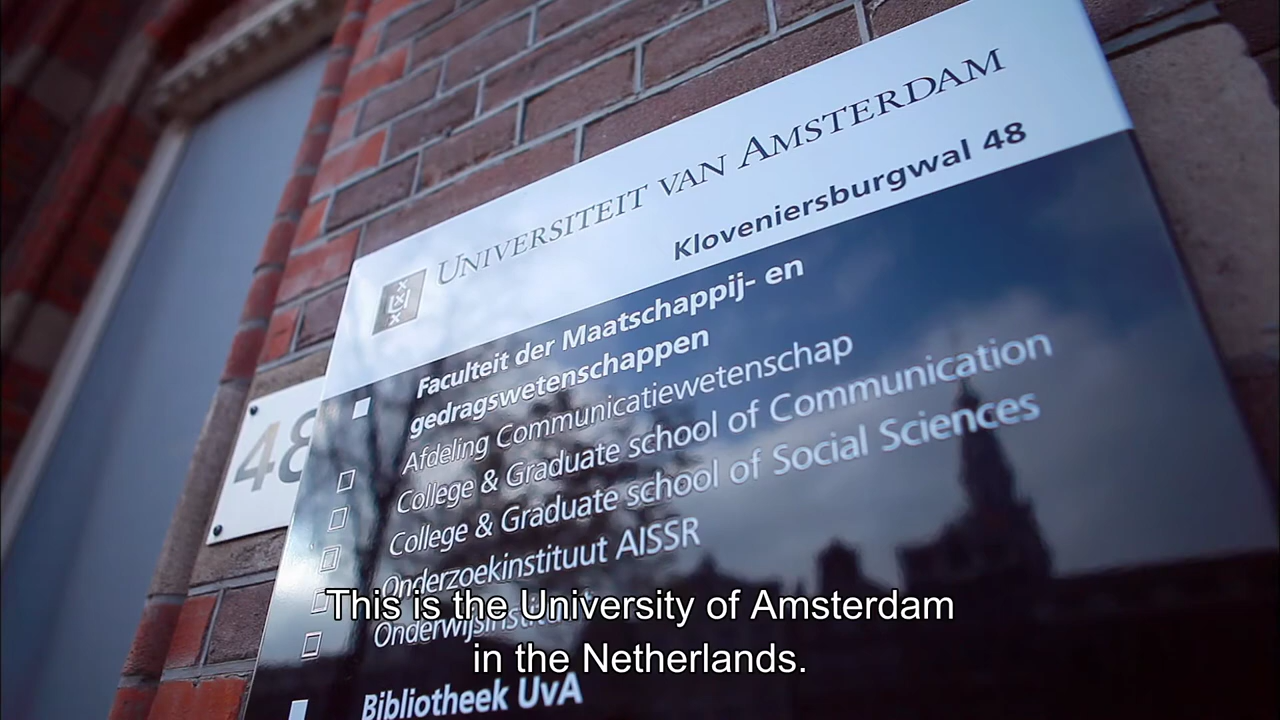 UNIVERSITEIT VAN AMSTERDAM
Kloveniersburgwal 48
Faculteit der Maatschappij- en
gedragswetenschappen
Afdeling Communicatiewetenschap
College & Graduate school of Communication
College & Graduate school of Social Sciences
Onderzoekinstituut AISSR
Bibliotheek UvA
48
This is the University of Amsterdam
in the Netherlands.